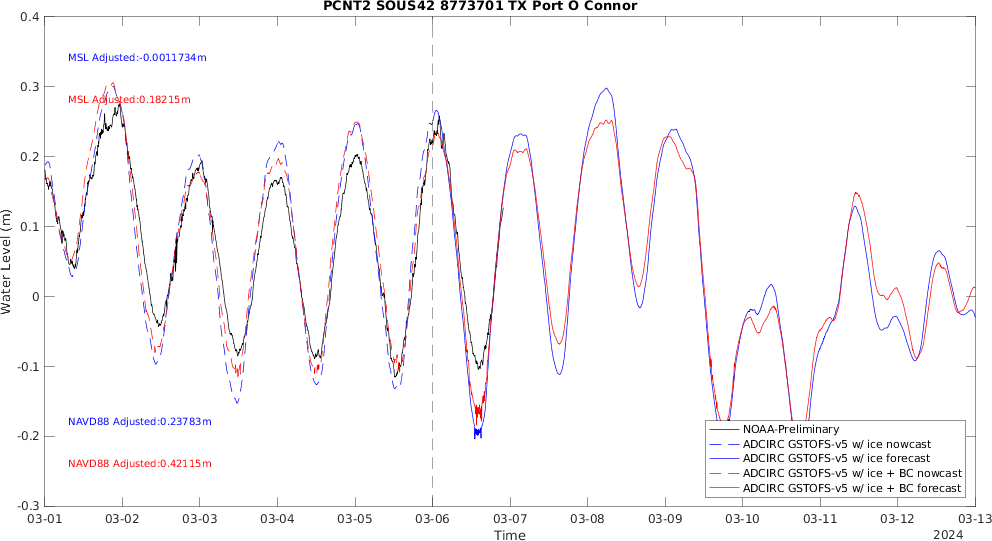 PCNT2 SOUS42 8773701 TX Port O Connor
0.4
MSL Adjusted:-0.0011734m
0.3
MSL Adjusted:0.18215m
0.2
0.1
Water Level (m)
0
-0.1
NAVD88 Adjusted:0.23783m
-0.2
NAVD88 Adjusted:0.42115m
-0.3
NOAA-Preliminary
ADCIRC GSTOFS-v5 w/ ice nowcast
ADCIRC GSTOFS-v5 w/ ice forecast
ADCIRC GSTOFS-v5 w/ ice + BC nowcast
ADCIRC GSTOFS-v5 w/ ice + BC forecast
03-01 03-02 03-03 03-04 03-05 03-06 03-07 03-08 03-09 03-10 03-11 03-12 03-13
Time
2024